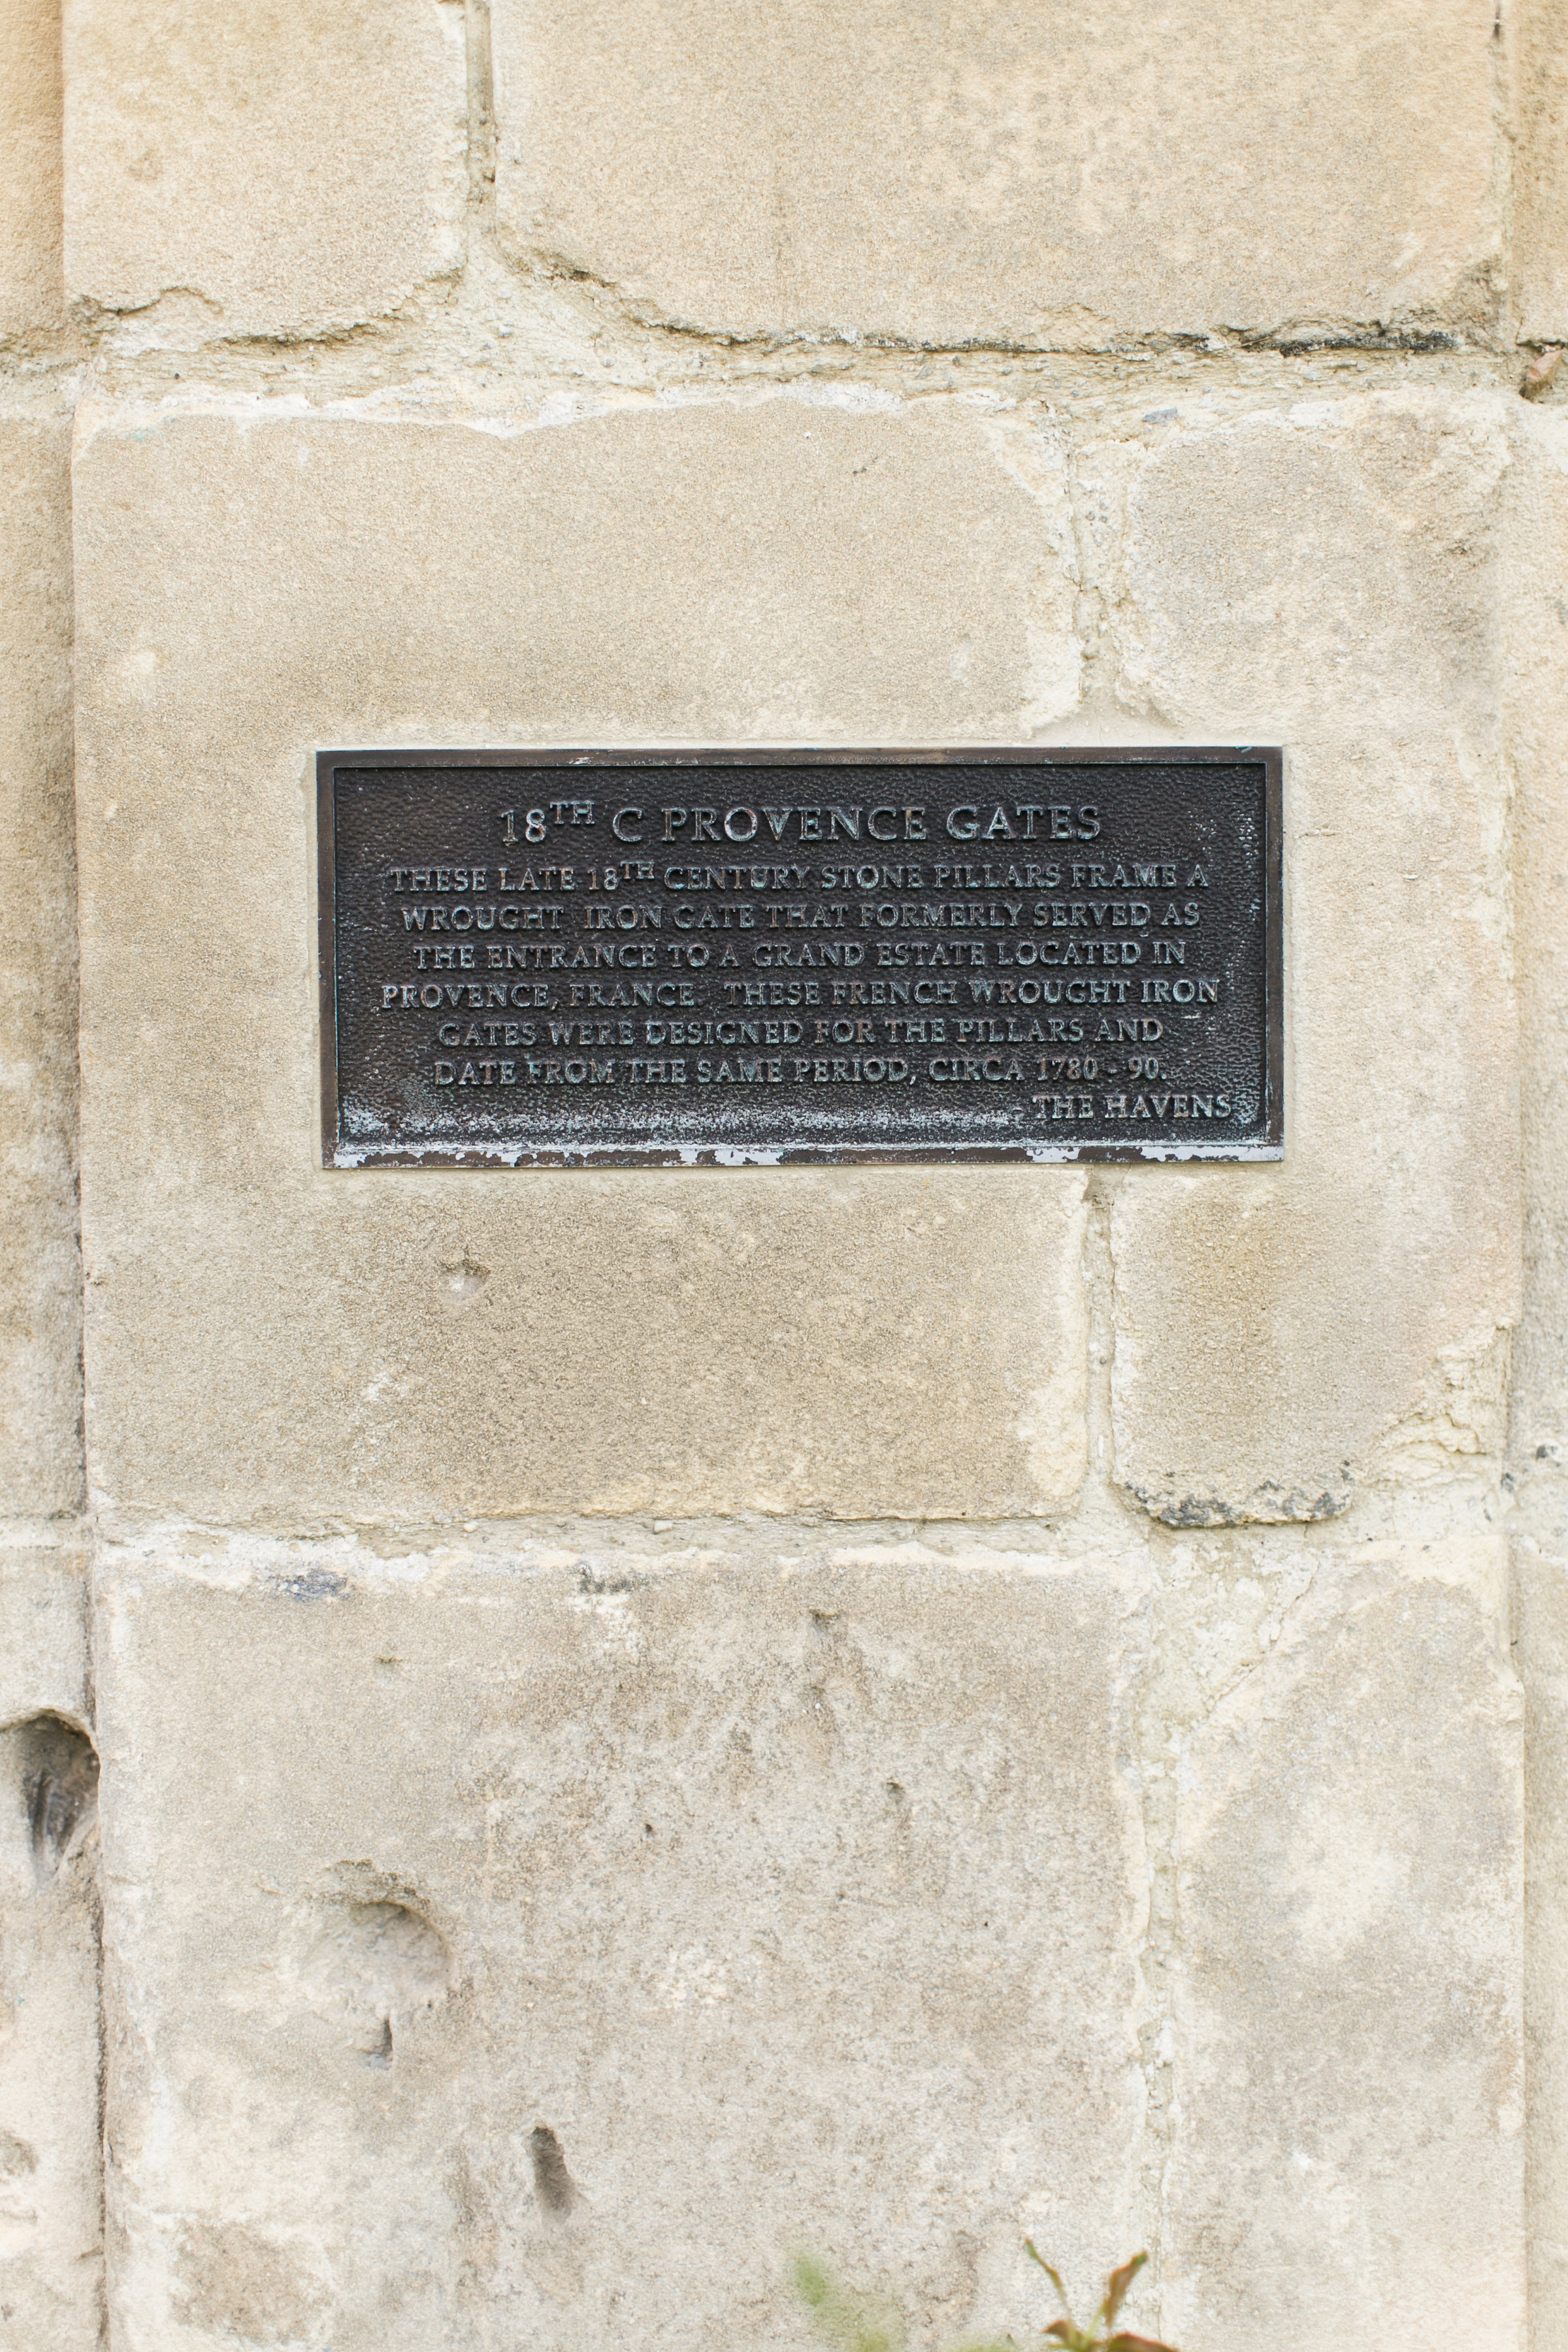 18TH C PROVENCE GATES
THESE LATE 18TH CENTURY STONE PILLARS FRAME A
WROUGHT IRON GATE THAT FORMERLY SERVED AS
THE ENTRANCE TO A GRAND ESTATE LOCATED IN
PROVENCE, FRANCE. THESE FRENCH WROUGHT IRON
GATES WERE DESIGNED FOR THE PILLARS AND
DATE FROM THE SAME PERIOD, CIRCA 1780 - 90.
- THE HAVENS